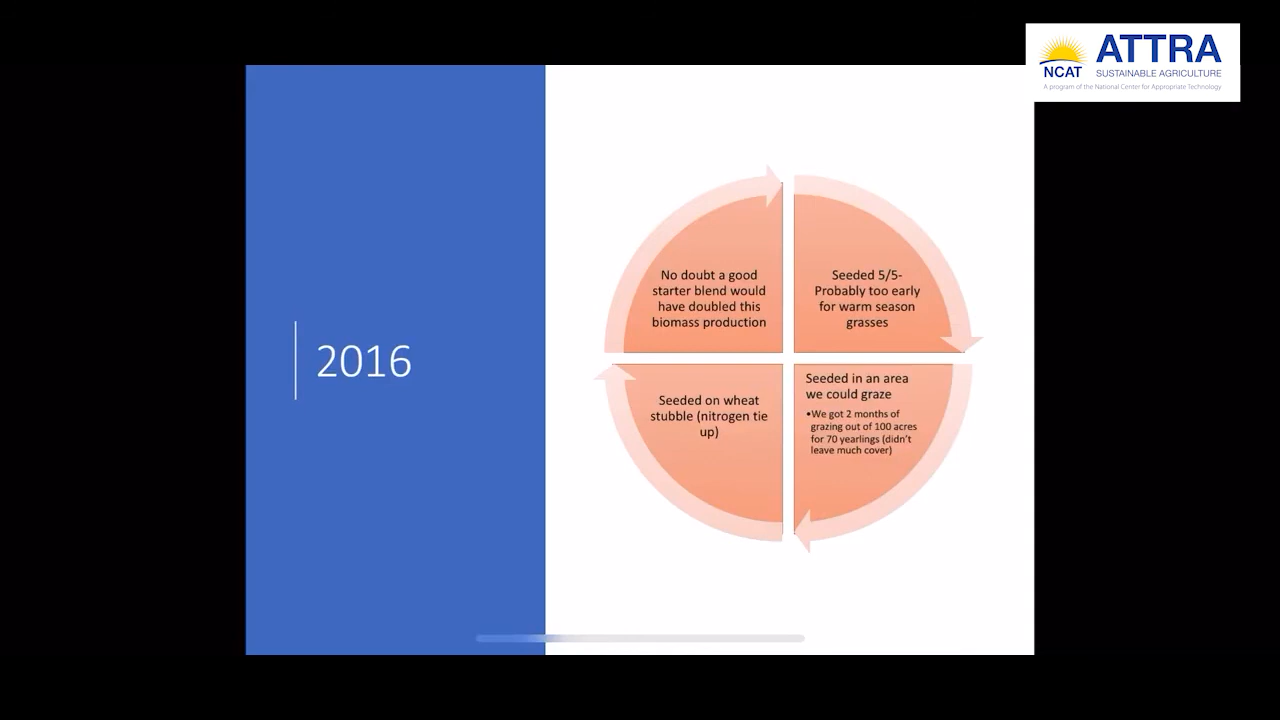 NCAT
ATTRA
SUSTAINABLE AGRICULTURE
A program of the National Center for Appropriate Technology
2016
No doubt a good
starter blend would
have doubled this
biomass production
Seeded 5/5-
Probably too early
for warm season
grasses
Seeded on wheat
stubble (nitrogen tie
up)
Seeded in an area
we could graze
•We got 2 months of
grazing out of 100 acres
for 70 yearlings (didn't
leave much cover)